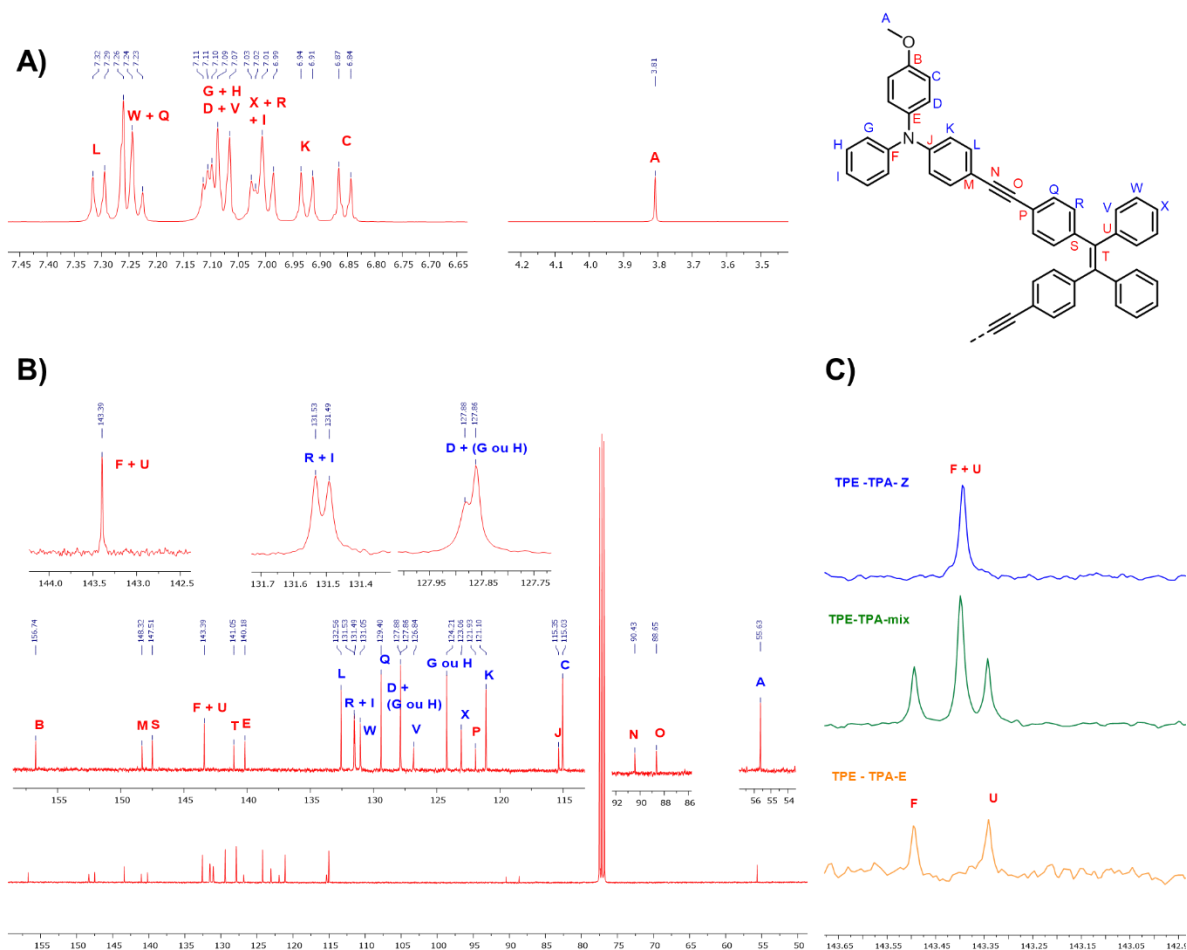 A)
7.32 7.29 7.26 7.24 7.23 7.11 7.11 7.10 7.09 7.07 7.03 7.02 7.01 6.99 6.94 6.91 6.87 6.84
3.81
L
W + Q
G + H
D + V
X + R
+ I
K
C
A
7.45 7.40 7.35 7.30 7.25 7.20 7.15 7.10 7.05 7.00 6.95 6.90 6.85 6.80 6.75 6.70 6.65
4.2 4.1 4.0 3.9 3.8 3.7 3.6 3.5
A
O
B
C
D
E
N
G
H
I
F
J
K
L
M
N
O
P
Q
R
S
T
U
V
W
X
B)
143.39
F + U
144.0 143.5 143.0 142.5
131.53 131.49
R + I
131.7 131.6 131.5 131.4
127.88 127.86
D + (G ou H)
127.95 127.85 127.75
156.74 148.32 147.51 143.39 141.05 140.18 132.56 131.53 131.49 131.05 129.40 127.88 127.86 126.84 124.21 123.06 121.93 121.10 115.35 115.03
90.43 88.65
55.63
B
M
S
F + U
T
E
L
R + I
W
Q
D +
(G ou H)
V
G ou H
X
P
K
J
C
N
O
A
155 150 145 140 135 130 125 120 115
92 90 88 86
56 55 54
155 150 145 140 135 130 125 120 115 110 105 100 95 90 85 80 75 70 65 60 55 50
C)
F + U
TPE -TPA- Z
TPE-TPA-mix
TPE - TPA-E
F
U
143.65 143.55 143.45 143.35 143.25 143.15 143.05